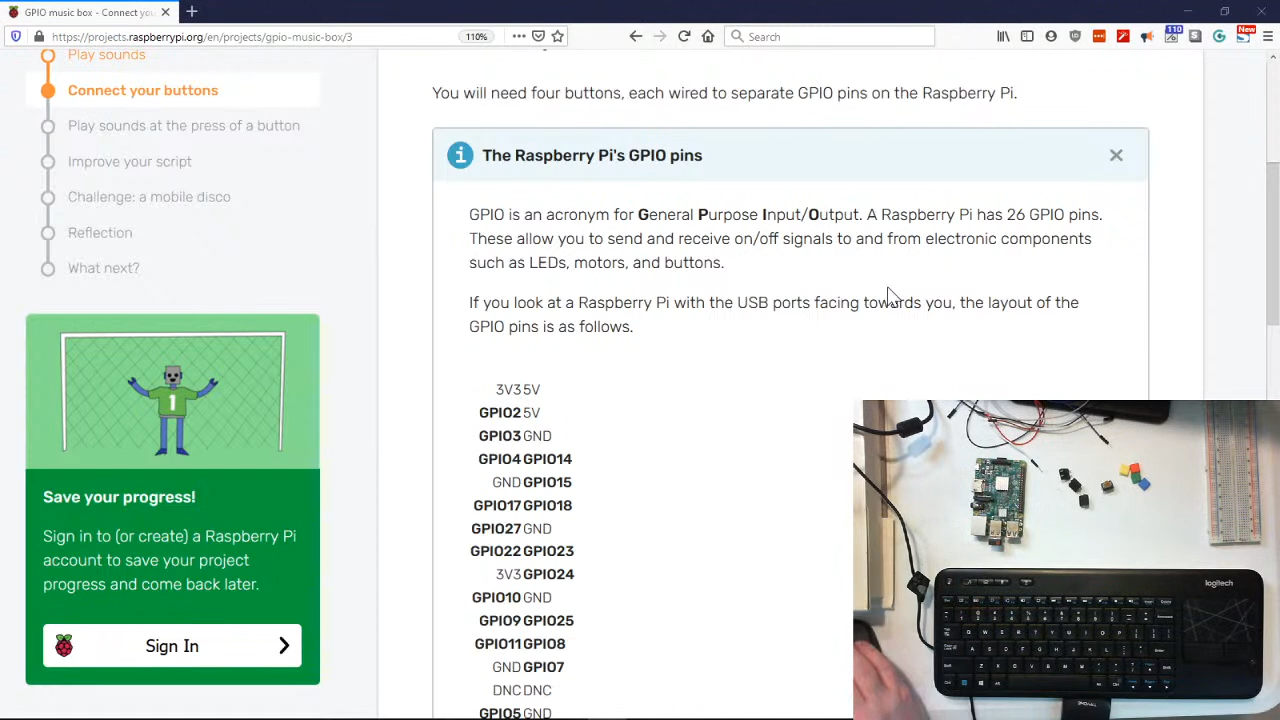 GPIO music box - Connect you
https://projects.raspberrypi.org/en/projects/gpio-music-box/3
110%
Search
110
New
Play sounds
Connect your buttons
Play sounds at the press of a button
Improve your script
Challenge: a mobile disco
Reflection
What next?
1
Save your progress!
Sign in to (or create) a Raspberry Pi
account to save your project
progress and come back later.
Sign In
You will need four buttons, each wired to separate GPIO pins on the Raspberry Pi.
The Raspberry Pi's GPIO pins
GPIO is an acronym for General Purpose Input/Output. A Raspberry Pi has 26 GPIO pins.
These allow you to send and receive on/off signals to and from electronic components
such as LEDs, motors, and buttons.
If you look at a Raspberry Pi with the USB ports facing towards you, the layout of the
GPIO pins is as follows.
3V3 5V
GPIO2 5V
GPIO3 GND
GPIO4 GPIO14
GND GPIO15
GPIO17 GPIO18
GPIO27 GND
GPIO22 GPIO23
3V3 GPIO24
GPIO10 GND
GPIO9 GPIO25
GPIO11 GPIO8
GND GPIO7
DNC DNC
GPIO5 GND
logitech